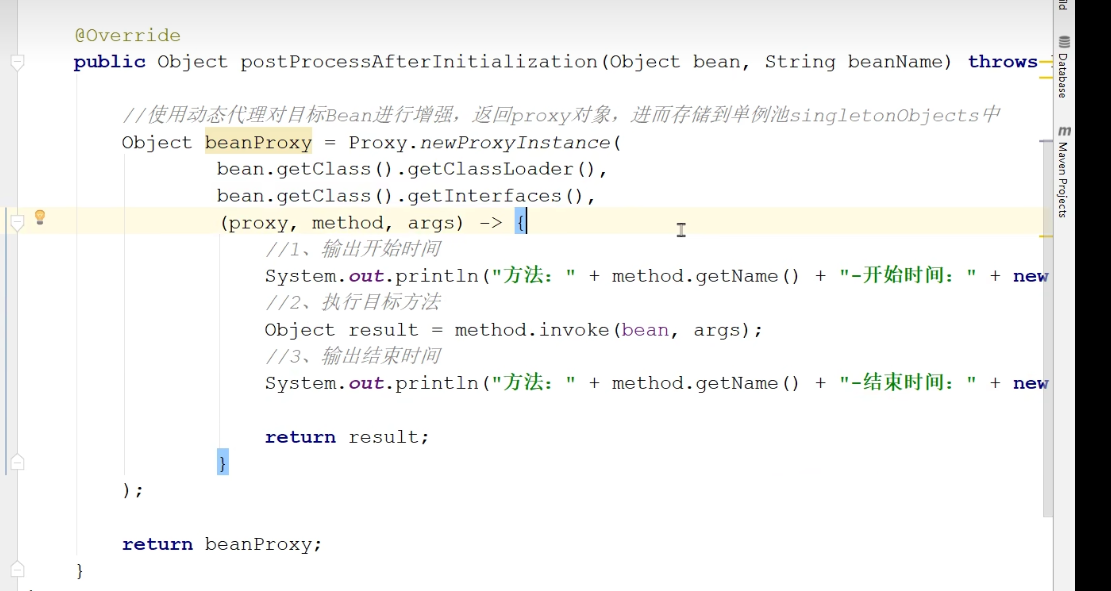 @Override
public Object postProcessAfterInitialization(Object bean, String beanName) throws
//使用动态代理对目标Bean进行增强，返回proxy对象，进而存储到单例池singletonObjects中
Object beanProxy = Proxy.newProxyInstance(
bean.getClass().getClassLoader(),
bean.getClass().getInterfaces(),
(proxy, method, args) -> {
//1、输出开始时间
System.out.println("方法：" + method.getName() + "-开始时间：" + new
//2、执行目标方法
Object result = method.invoke(bean, args);
//3、输出结束时间
System.out.println("方法：" + method.getName() + "-结束时间：" + new
return result;
}
);
return beanProxy;
}
Database
m Maven Projects